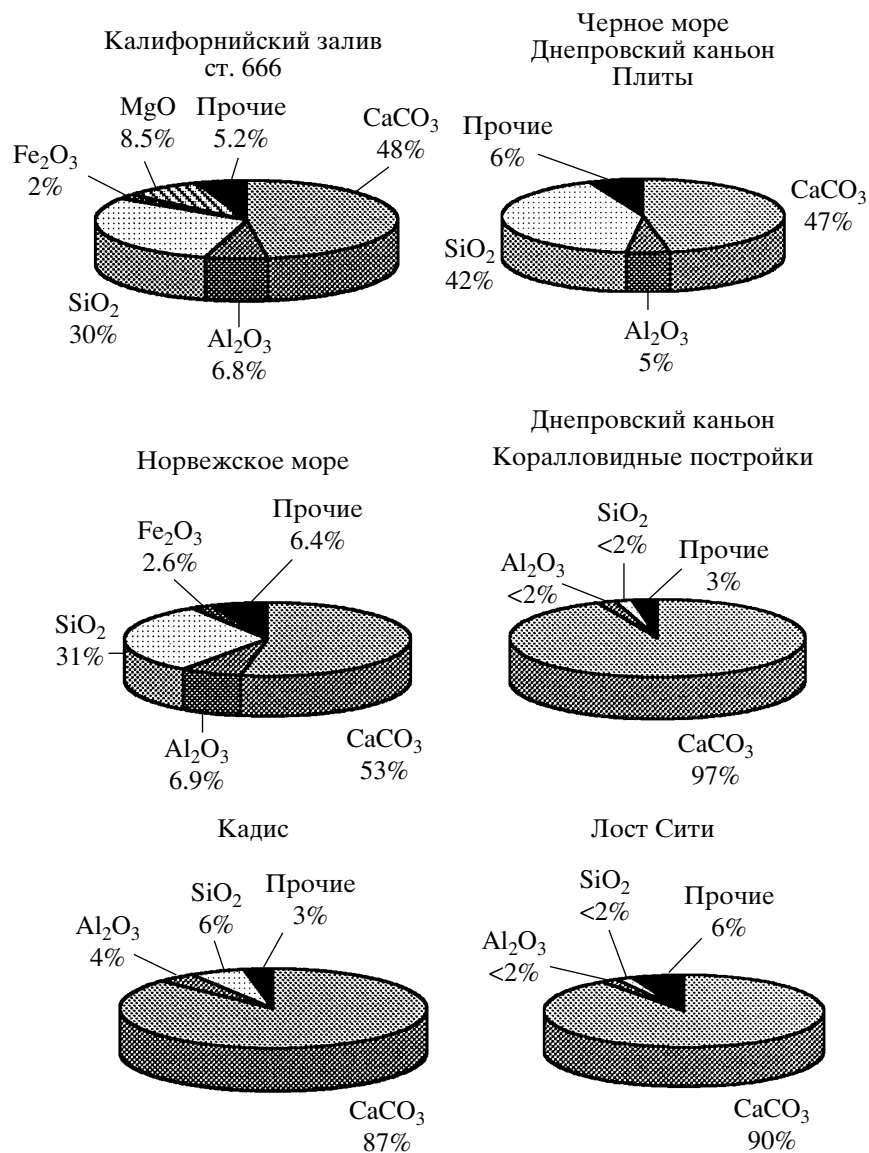 Калифорнийский залив
ст. 666
MgO
8.5%
Прочие
5.2%
CaCO₃
48%
Fe₂O₃
2%
SiO₂
30%
Al₂O₃
6.8%
Черное море
Днепровский каньон
Плиты
Прочие
6%
CaCO₃
47%
SiO₂
42%
Al₂O₃
5%
Норвежское море
Fe₂O₃
2.6%
Прочие
6.4%
SiO₂
31%
Al₂O₃
6.9%
CaCO₃
53%
Днепровский каньон
Коралловидные постройки
SiO₂
<2%
Al₂O₃
<2%
Прочие
3%
CaCO₃
97%
Кадис
Al₂O₃
4%
SiO₂
6%
Прочие
3%
CaCO₃
87%
Лост Сити
SiO₂
<2%
Al₂O₃
<2%
Прочие
6%
CaCO₃
90%